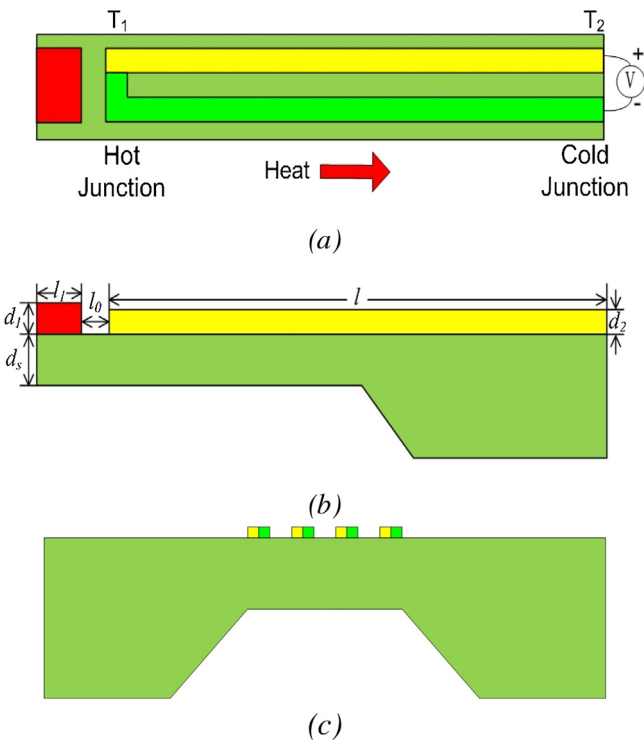 T1 T2
+
V
-
Hot
Junction
Heat
Cold
Junction
(a)
l1
l0
l
d1
d2
ds
(b)
(c)